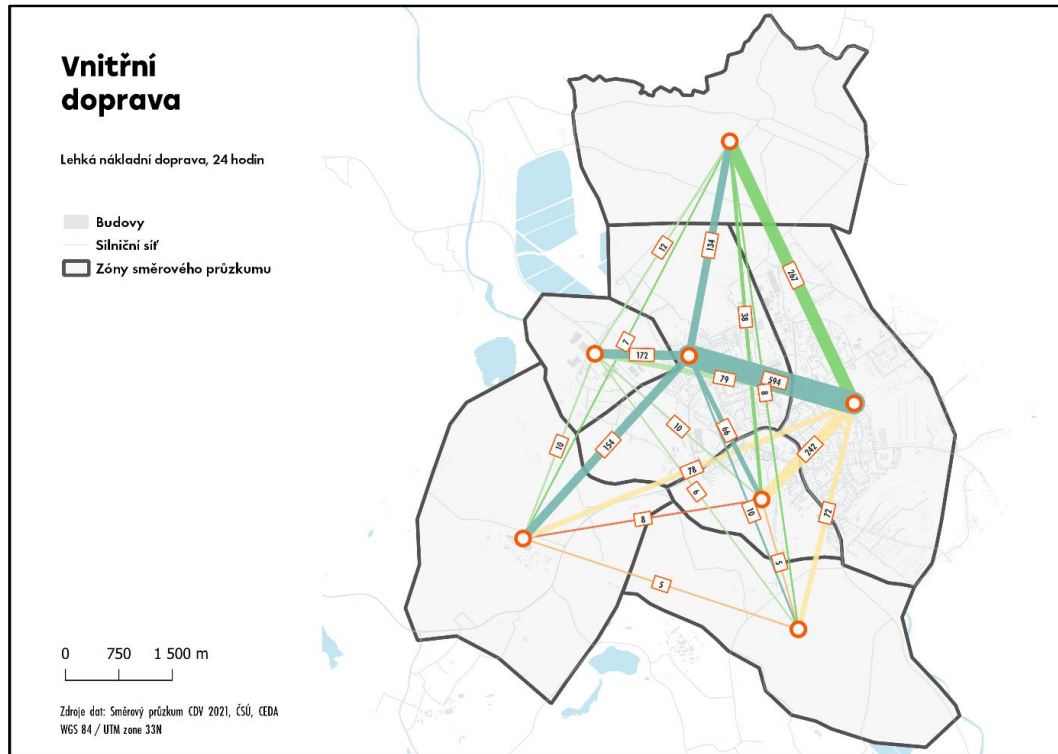 Vnitřní
doprava
Lehká nákladní doprava, 24 hodin
Budovy
Silniční síť
Zóny směrového průzkumu
0 750 1 500 m
Zdroje dat: Směrový průzkum CDV 2021, ČSÚ, CEDA
WGS 84 / UTM zone 33N
12
134
267
38
7
172
79
594
8
10
154
10
66
242
78
6
10
72
8
5
5